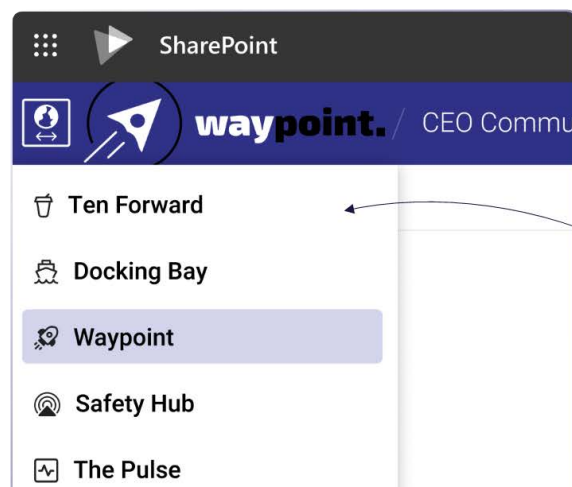 SharePoint
waypoint. / CEO Commu
Ten Forward
Docking Bay
Waypoint
Safety Hub
The Pulse